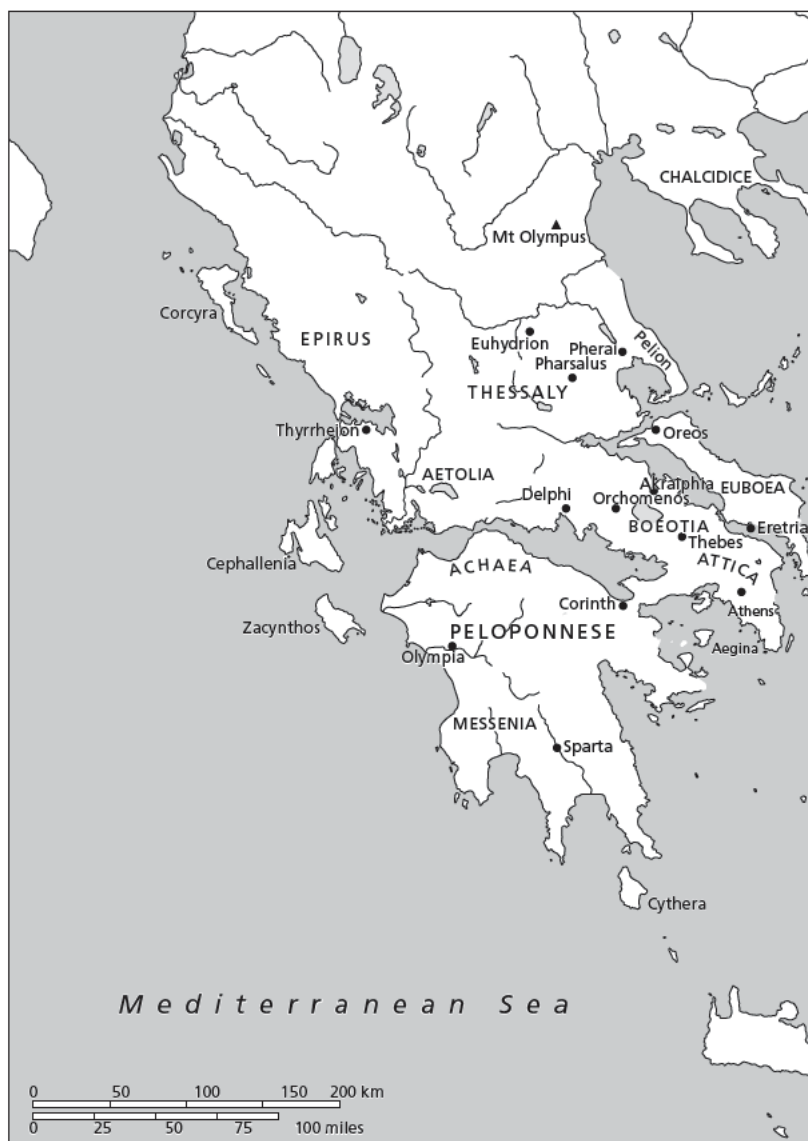 CHALCIDICE
Mt Olympus
Corcyra
EPIRUS
Euhydrion
Pherai
Pelion
Pharsalus
THESSALY
Thyrrheion
Oreos
AETOLIA
Akraiphia
EUBOEA
Delphi
Orchomenos
BOEOTIA
Eretria
Thebes
ATTICA
Cephallenia
ACHAEA
Corinth
Athens
Zacynthos
PELOPONNESE
Aegina
Olympia
MESSENIA
Sparta
Cythera
Mediterranean Sea
0 50 100 150 200 km
0 25 50 75 100 miles